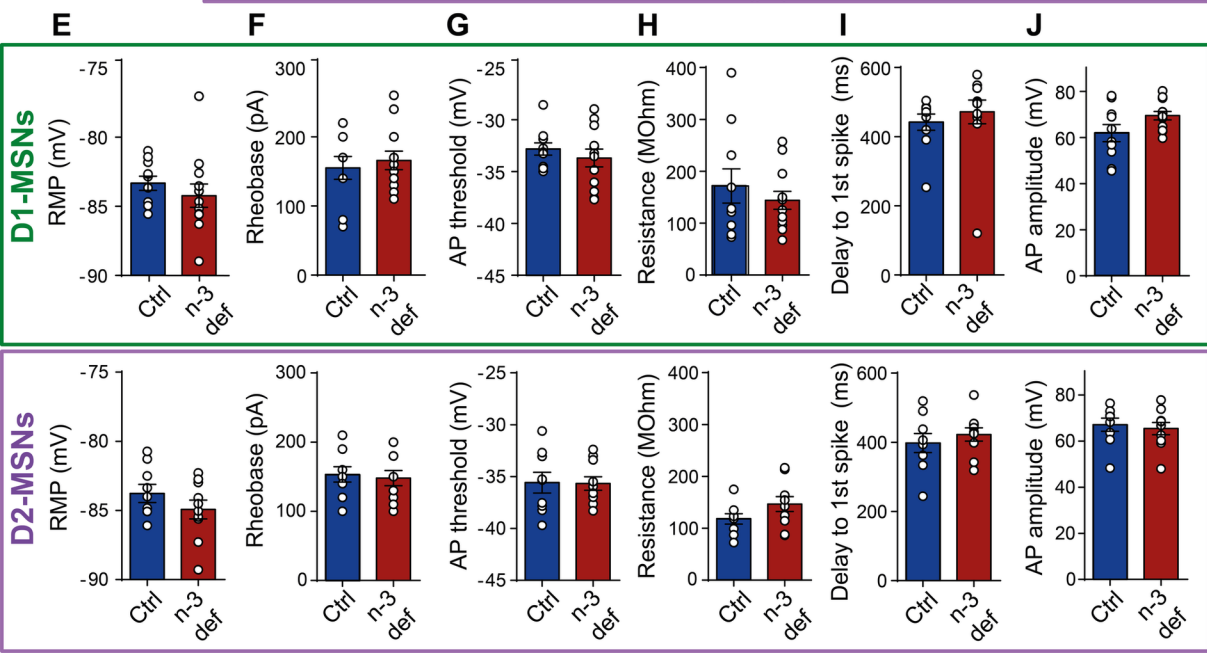 E F G H I J
D1-MSNs
RMP (mV)
-75
-80
-85
-90
Ctrl
n-3 def
Rheobase (pA)
300
200
100
0
Ctrl
n-3 def
AP threshold (mV)
-25
-30
-35
-40
-45
Ctrl
n-3 def
Resistance (MOhm)
400
300
200
100
0
Ctrl
n-3 def
Delay to 1st spike (ms)
600
400
200
0
Ctrl
n-3 def
AP amplitude (mV)
80
60
40
20
0
Ctrl
n-3 def
D2-MSNs
RMP (mV)
-75
-80
-85
-90
Ctrl
n-3 def
Rheobase (pA)
300
200
100
0
Ctrl
n-3 def
AP threshold (mV)
-25
-30
-35
-40
-45
Ctrl
n-3 def
Resistance (MOhm)
400
300
200
100
0
Ctrl
n-3 def
Delay to 1st spike (ms)
600
400
200
0
Ctrl
n-3 def
AP amplitude (mV)
80
60
40
20
0
Ctrl
n-3 def